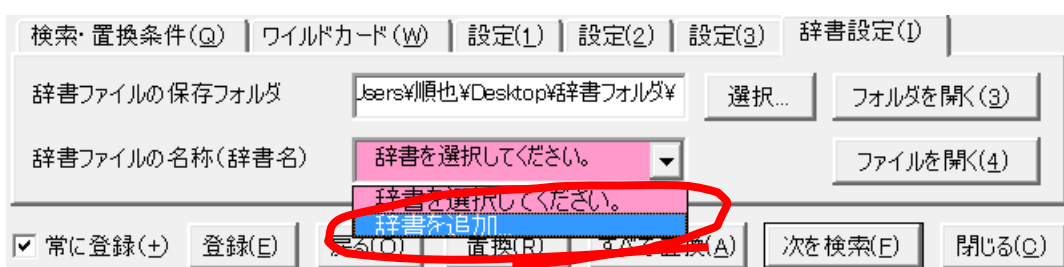 検索・置換条件(Q) ワイルドカード(W) 設定(1) 設定(2) 設定(3) 辞書設定(I)
辞書ファイルの保存フォルダ Users¥順也¥Desktop¥辞書フォルダ¥ 選択... フォルダを開く(3)
辞書ファイルの名称(辞書名) 辞書を選択してください。 ファイルを開く(4)
辞書を選択してください。
辞書を追加...
常に登録(+) 登録(E) 戻る(O) 置換(R) すべて置換(A) 次を検索(F) 閉じる(C)